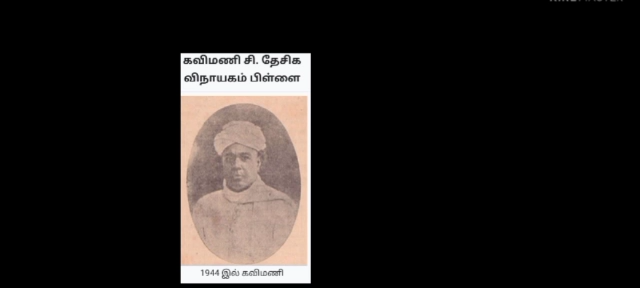 கவிமணி சி. தேசிக
விநாயகம் பிள்ளை
1944 இல் கவிமணி